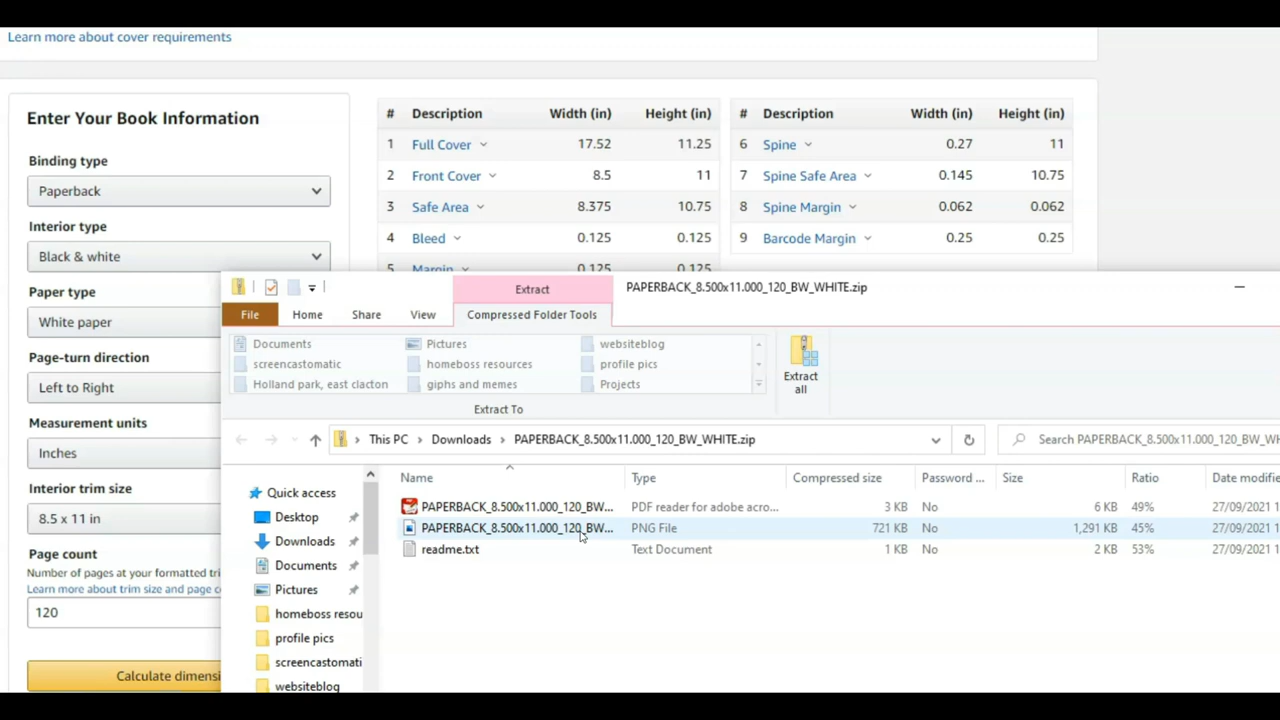 Learn more about cover requirements
Enter Your Book Information
Binding type
Paperback
Interior type
Black & white
Paper type
White paper
Page-turn direction
Left to Right
Measurement units
Inches
Interior trim size
8.5 x 11 in
Page count
Number of pages at your formatted tri
Learn more about trim size and page c
120
Calculate dimensi
# Description Width (in) Height (in)
1 Full Cover 17.52 11.25
2 Front Cover 8.5 11
3 Safe Area 8.375 10.75
4 Bleed 0.125 0.125
5 Margin 0.125 0.125
# Description Width (in) Height (in)
6 Spine 0.27 11
7 Spine Safe Area 0.145 10.75
8 Spine Margin 0.062 0.062
9 Barcode Margin 0.25 0.25
Extract PAPERBACK_8.500x11.000_120_BW_WHITE.zip
File Home Share View Compressed Folder Tools
Documents Pictures websiteblog
screencastomatic homeboss resources profile pics
Holland park, east clacton giphs and memes Projects
Extract To
Extract
all
This PC Downloads PAPERBACK_8.500x11.000_120_BW_WHITE.zip
Search PAPERBACK_8.500x11.000_120_BW_WH
Name Type Compressed size Password ... Size Ratio Date modifie
PAPERBACK_8.500x11.000_120_BW... PDF reader for adobe acro... 3 KB No 6 KB 49% 27/09/2021 1
PAPERBACK_8.500x11.000_120_BW... PNG File 721 KB No 1,291 KB 45% 27/09/2021 1
readme.txt Text Document 1 KB No 2 KB 53% 27/09/2021 1
Quick access
Desktop
Downloads
Documents
Pictures
homeboss resou
profile pics
screencastomati
websiteblog